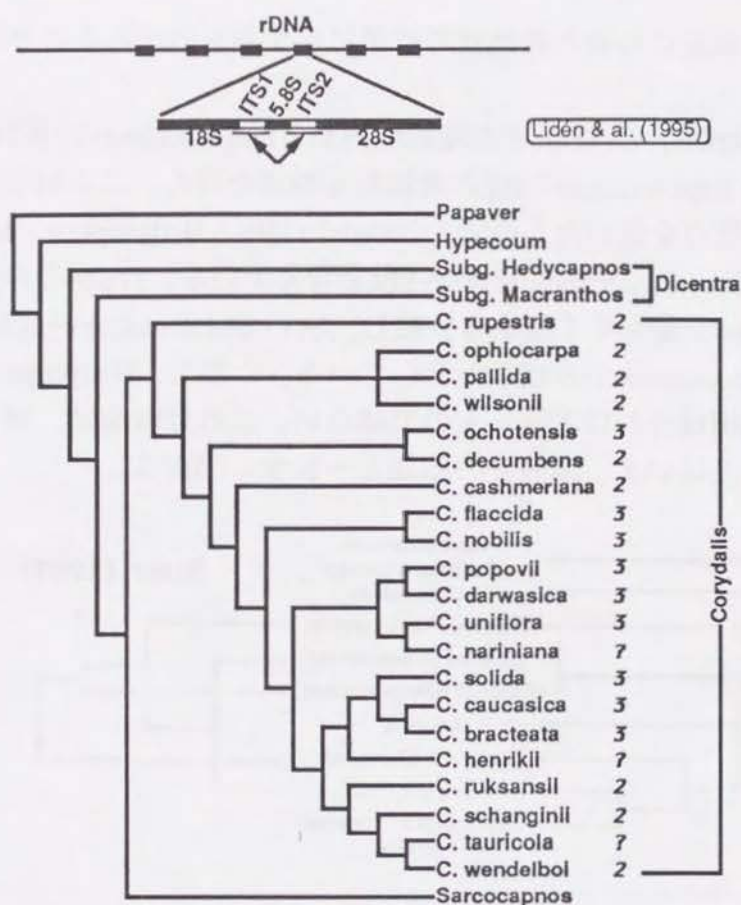 rDNA
ITS1
5.8S
ITS2
18S
28S
Lidén & al. (1995)
Papaver
Hypecoum
Subg. Hedycapnos
Subg. Macranthos
Dicentra
C. rupestris 2
C. ophiocarpa 2
C. pallida 2
C. wilsonii 2
C. ochotensis 3
C. decumbens 2
C. cashmeriana 2
C. flaccida 3
C. nobilis 3
C. popovii 3
C. darwasica 3
C. uniflora 3
C. nariniana ?
C. solida 3
C. caucasica 3
C. bracteata 3
C. henrikii ?
C. ruksansii 2
C. schanginii 2
C. tauricola ?
C. wendelboi 2
Corydalis
Sarcocapnos